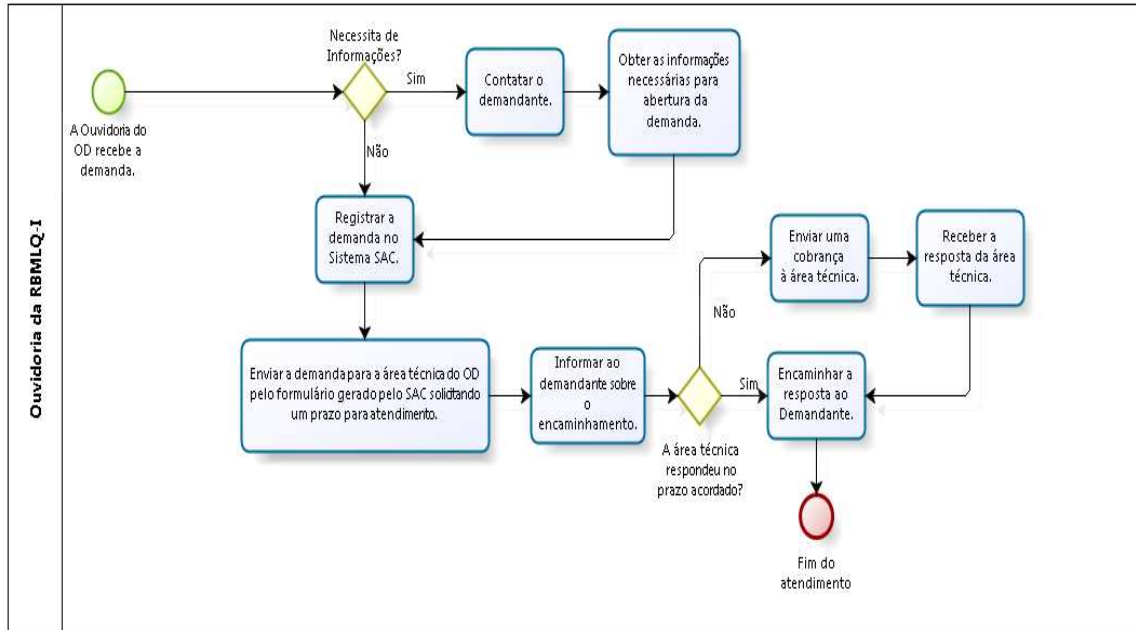 Ouvidoria da RBMLQ-I
A Ouvidoria do
OD recebe a
demanda.
Necessita de
Informações?
Sim
Não
Contatar o
demandante.
Obter as informações
necessárias para
abertura da
demanda.
Registrar a
demanda no
Sistema SAC.
Enviar a demanda para a área técnica do OD
pelo formulário gerado pelo SAC solicitando
um prazo para atendimento.
Informar ao
demandante sobre
o
encaminhamento.
A área técnica
respondeu no
prazo acordado?
Não
Sim
Enviar uma
cobrança
à área técnica.
Receber a
resposta da área
técnica.
Encaminhar a
resposta ao
Demandante.
Fim do
atendimento